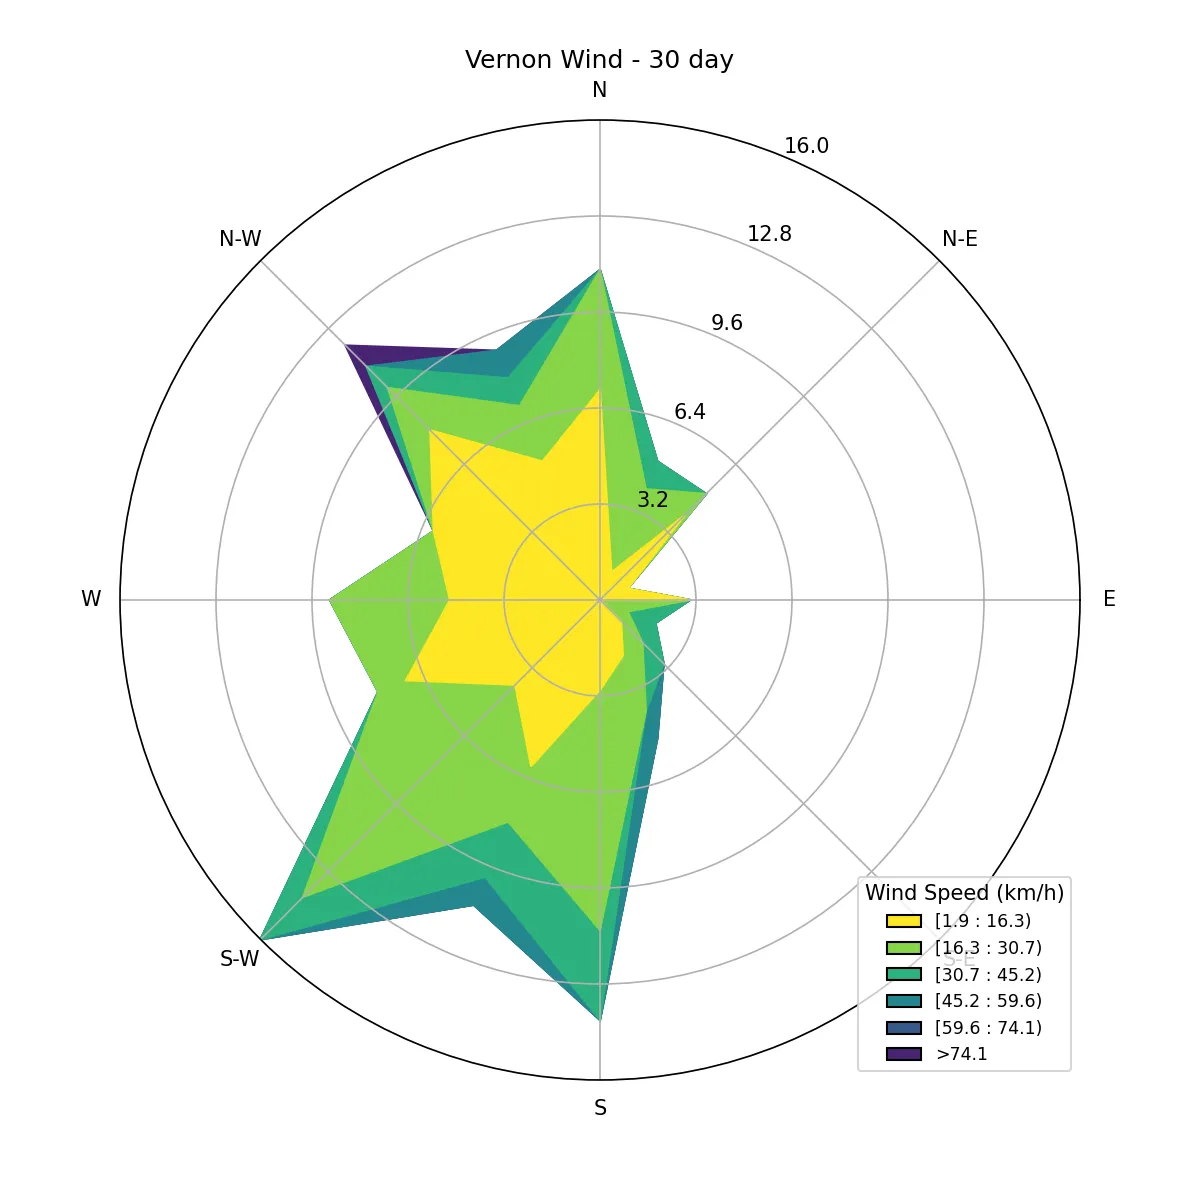 Vernon Wind - 30 day
N
16.0
12.8
N-W
N-E
9.6
6.4
3.2
W
E
S-W
S-E
S
Wind Speed (km/h)
[1.9 : 16.3)
[16.3 : 30.7)
[30.7 : 45.2)
[45.2 : 59.6)
[59.6 : 74.1)
>74.1